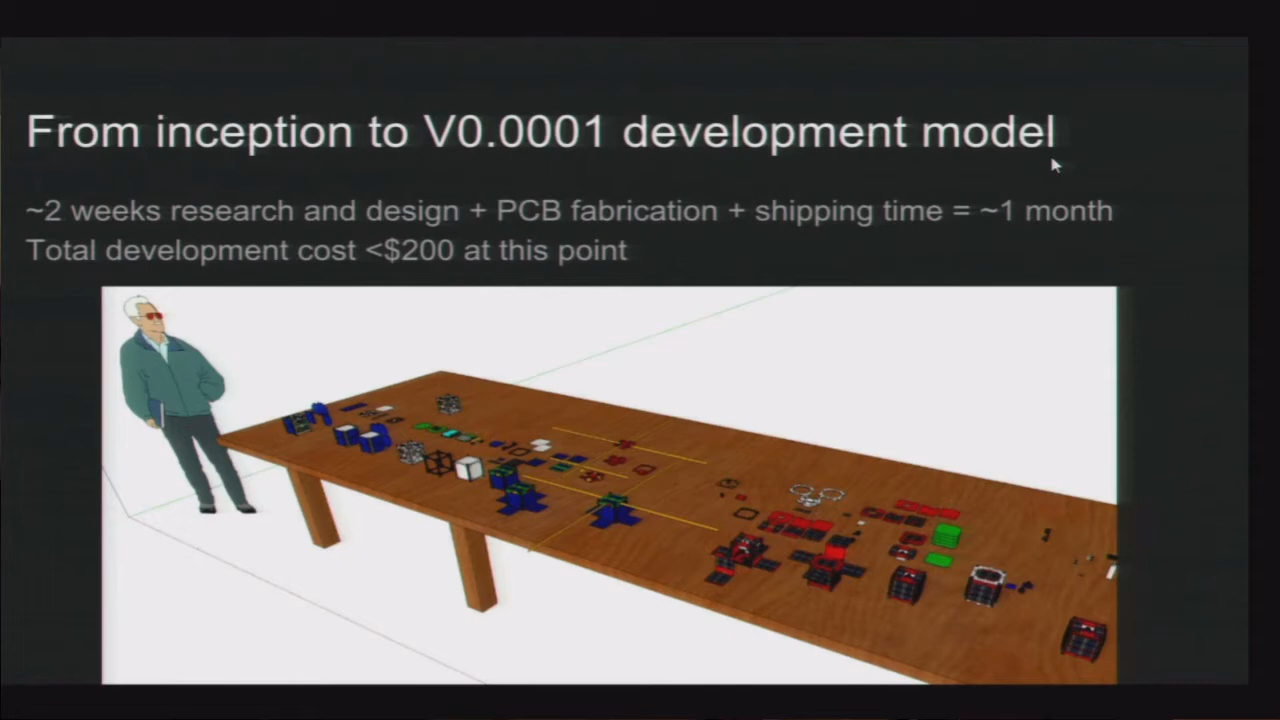 From inception to V0.0001 development model
~2 weeks research and design + PCB fabrication + shipping time = ~1 month
Total development cost <$200 at this point